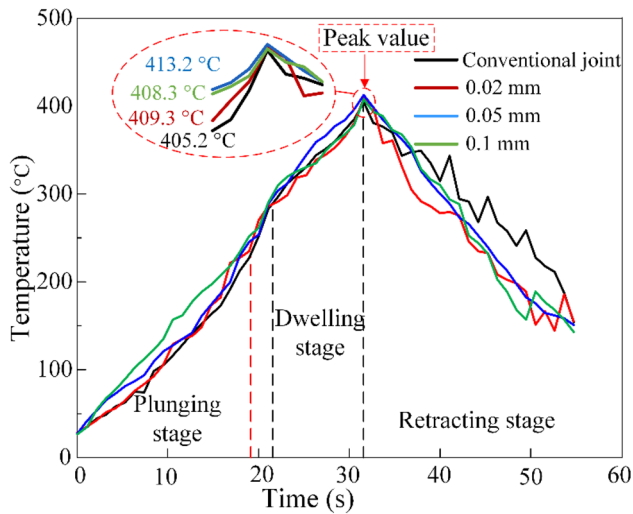 500
400
300
200
100
0
Temperature (°C)
413.2 °C
408.3 °C
409.3 °C
405.2 °C
Peak value
Conventional joint
0.02 mm
0.05 mm
0.1 mm
Plunging
stage
Dwelling
stage
Retracting stage
0 10 20 30 40 50 60
Time (s)